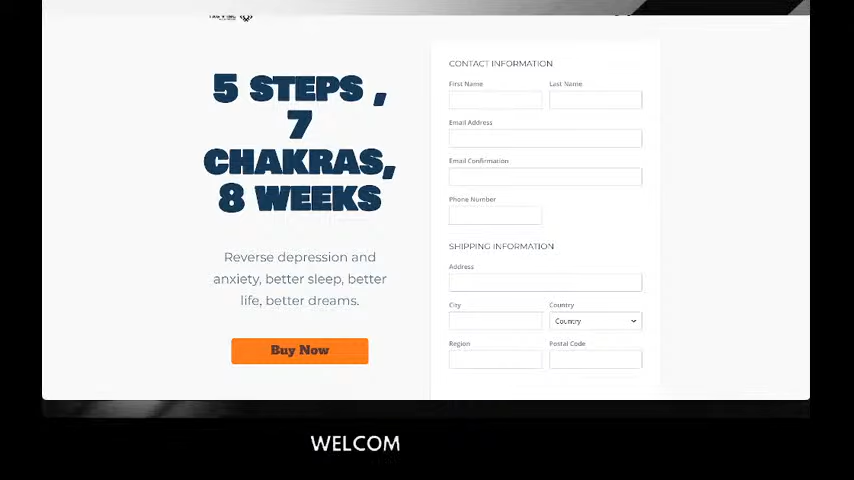 5 STEPS ,
7
CHAKRAS,
8 WEEKS
Reverse depression and
anxiety, better sleep, better
life, better dreams.
Buy Now
CONTACT INFORMATION
First Name Last Name
Email Address
Email Confirmation
Phone Number
SHIPPING INFORMATION
Address
City Country
Country
Region Postal Code
WELCOM